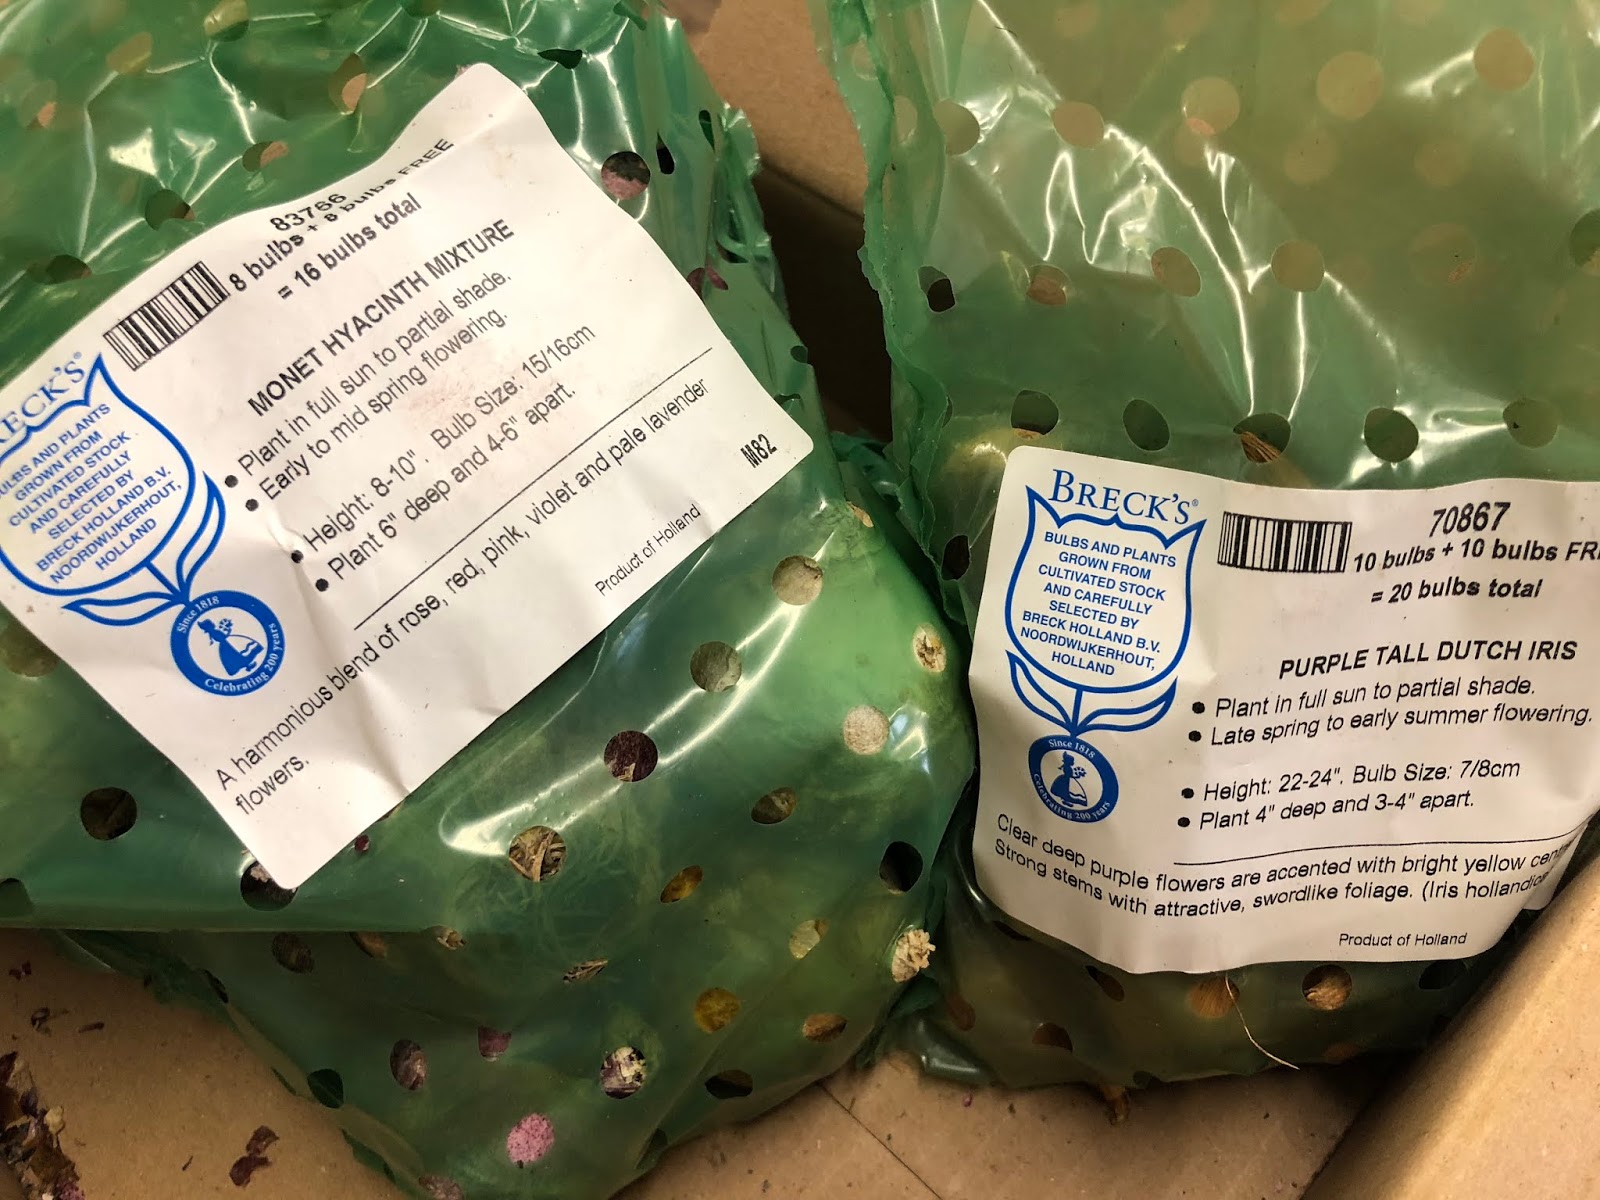 83766
8 bulbs + 8 bulbs FREE
= 16 bulbs total
MONET HYACINTH MIXTURE
• Plant in full sun to partial shade.
• Early to mid spring flowering.
• Height: 8-10". Bulb Size: 15/16cm
• Plant 6" deep and 4-6" apart.
A harmonious blend of rose, red, pink, violet and pale lavender
flowers.
M82
Product of Holland
BULBS AND PLANTS
GROWN FROM
CULTIVATED STOCK
AND CAREFULLY
SELECTED BY
BRECK HOLLAND B.V.
NOORDWIJKERHOUT,
HOLLAND
Since 1818
Celebrating 200 years
BRECK'S®
BULBS AND PLANTS
GROWN FROM
CULTIVATED STOCK
AND CAREFULLY
SELECTED BY
BRECK HOLLAND B.V.
NOORDWIJKERHOUT,
HOLLAND
Since 1818
Celebrating 200 years
70867
10 bulbs + 10 bulbs
= 20 bulbs total
PURPLE TALL DUTCH IRIS
• Plant in full sun to partial shade.
• Late spring to early summer flowering.
• Height: 22-24". Bulb Size: 7/8cm
• Plant 4" deep and 3-4" apart.
Clear deep purple flowers are accented with bright yellow
Strong stems with attractive, swordlike foliage. (Iris
Product of Holland